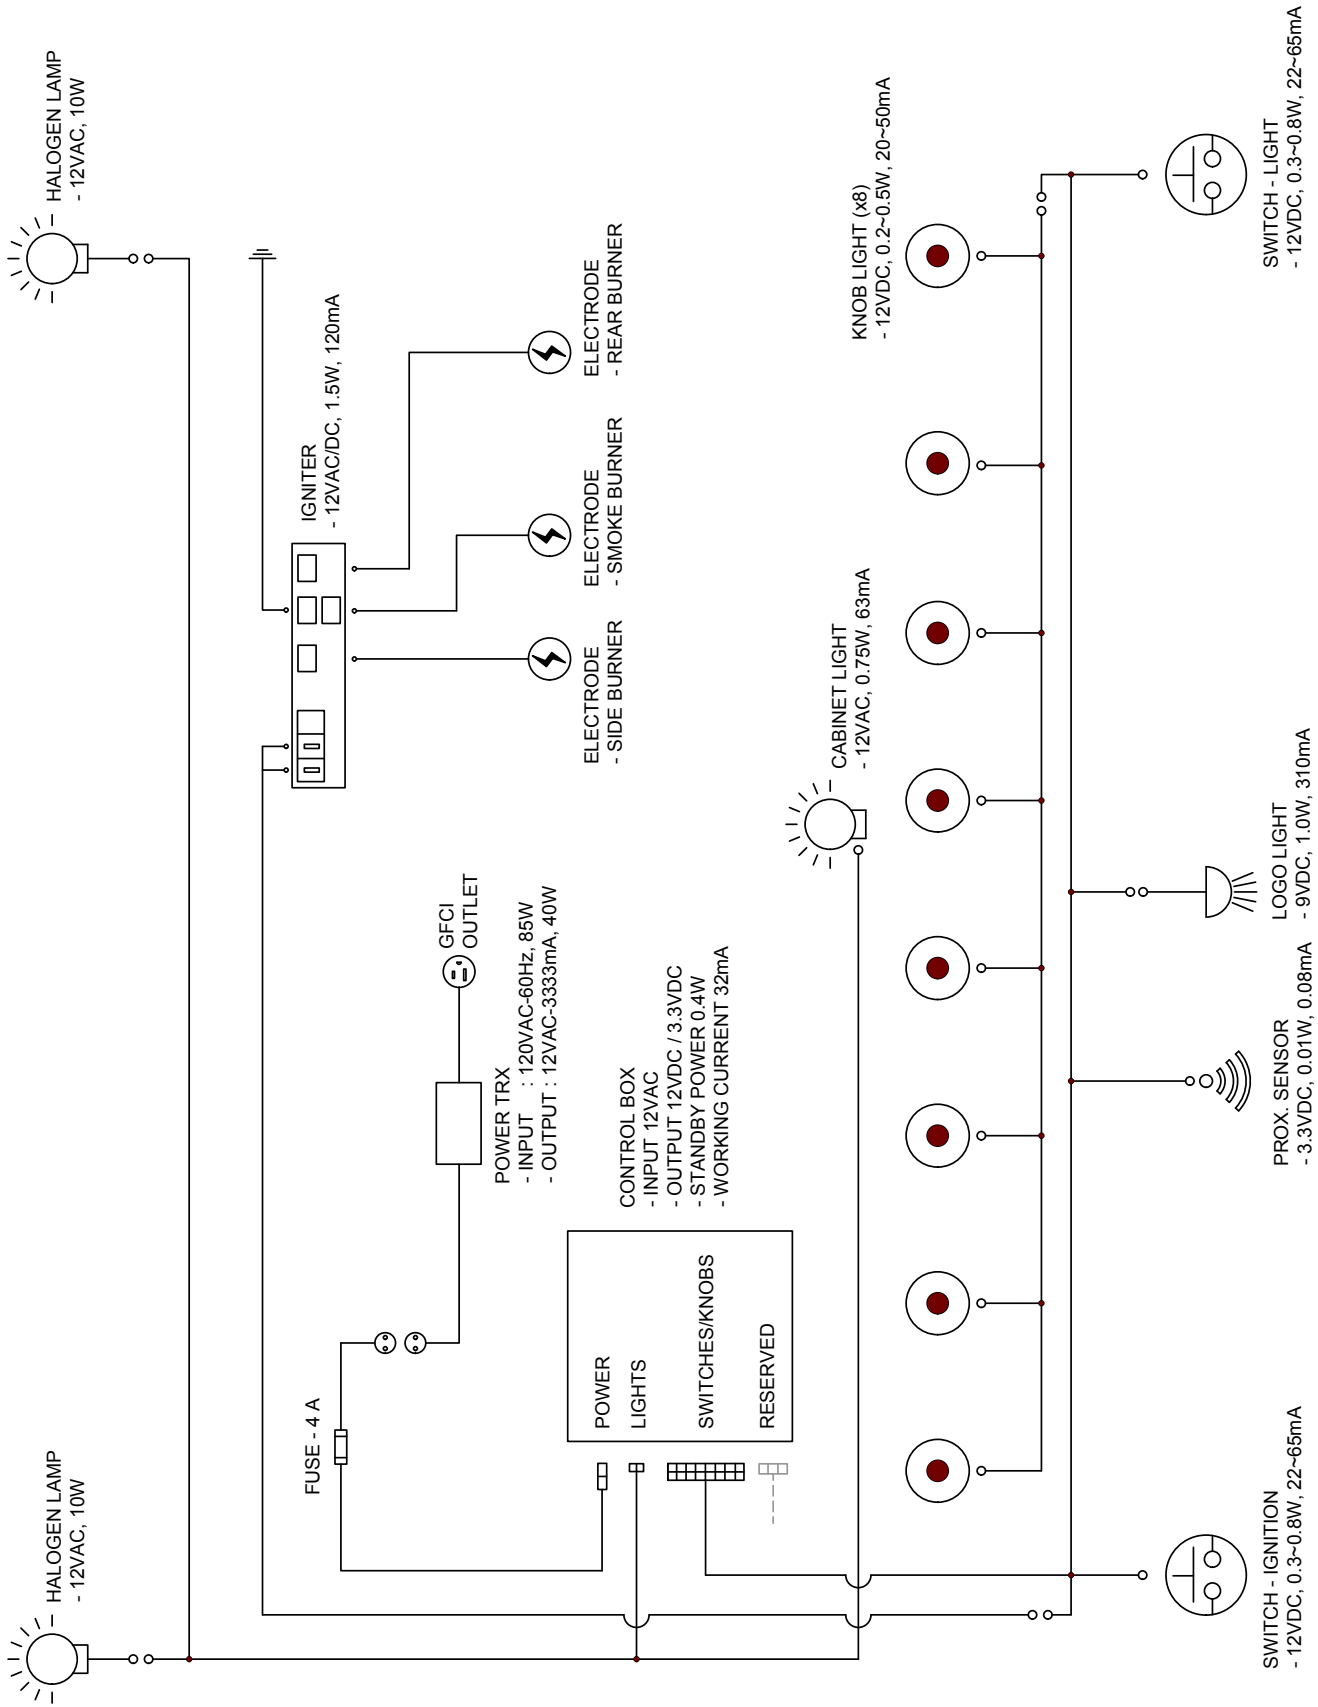 HALOGEN LAMP
- 12VAC, 10W
HALOGEN LAMP
- 12VAC, 10W
FUSE - 4 A
IGNITER
- 12VAC/DC, 1.5W, 120mA
GFCI
OUTLET
POWER TRX
- INPUT : 120VAC-60Hz, 85W
- OUTPUT : 12VAC-3333mA, 40W
ELECTRODE
- SIDE BURNER
ELECTRODE
- SMOKE BURNER
ELECTRODE
- REAR BURNER
CONTROL BOX
- INPUT 12VAC
- OUTPUT 12VDC / 3.3VDC
- STANDBY POWER 0.4W
- WORKING CURRENT 32mA
POWER
LIGHTS
SWITCHES/KNOBS
RESERVED
CABINET LIGHT
- 12VAC, 0.75W, 63mA
KNOB LIGHT (x8)
- 12VDC, 0.2~0.5W, 20~50mA
SWITCH - IGNITION
- 12VDC, 0.3~0.8W, 22~65mA
PROX. SENSOR
- 3.3VDC, 0.01W, 0.08mA
LOGO LIGHT
- 9VDC, 1.0W, 310mA
SWITCH - LIGHT
- 12VDC, 0.3~0.8W, 22~65mA